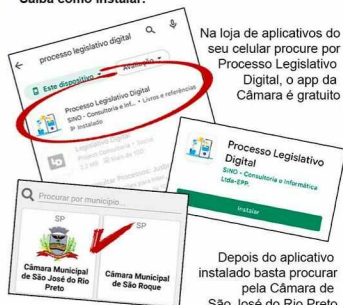 Saiba como instalar:
processo legislativo digital
Na loja de aplicativos do
seu celular procure por
Processo Legislativo
Digital, o app da
Câmara é gratuito
Este dispositivo
Avaliação
Processo Legislativo Digital
SINO - Consultoria e Inf... • Livros e referências
Instalado
Processo Legislativo
Digital
SINO - Consultoria e Informática
Ltda-EPP.
Instalar
Procurar por município...
SP
SP
Câmara Municipal
de São José do Rio
Preto
Câmara Municipal
de São Roque
Depois do aplicativo
instalado basta procurar
pela Câmara de
São José do Rio Preto